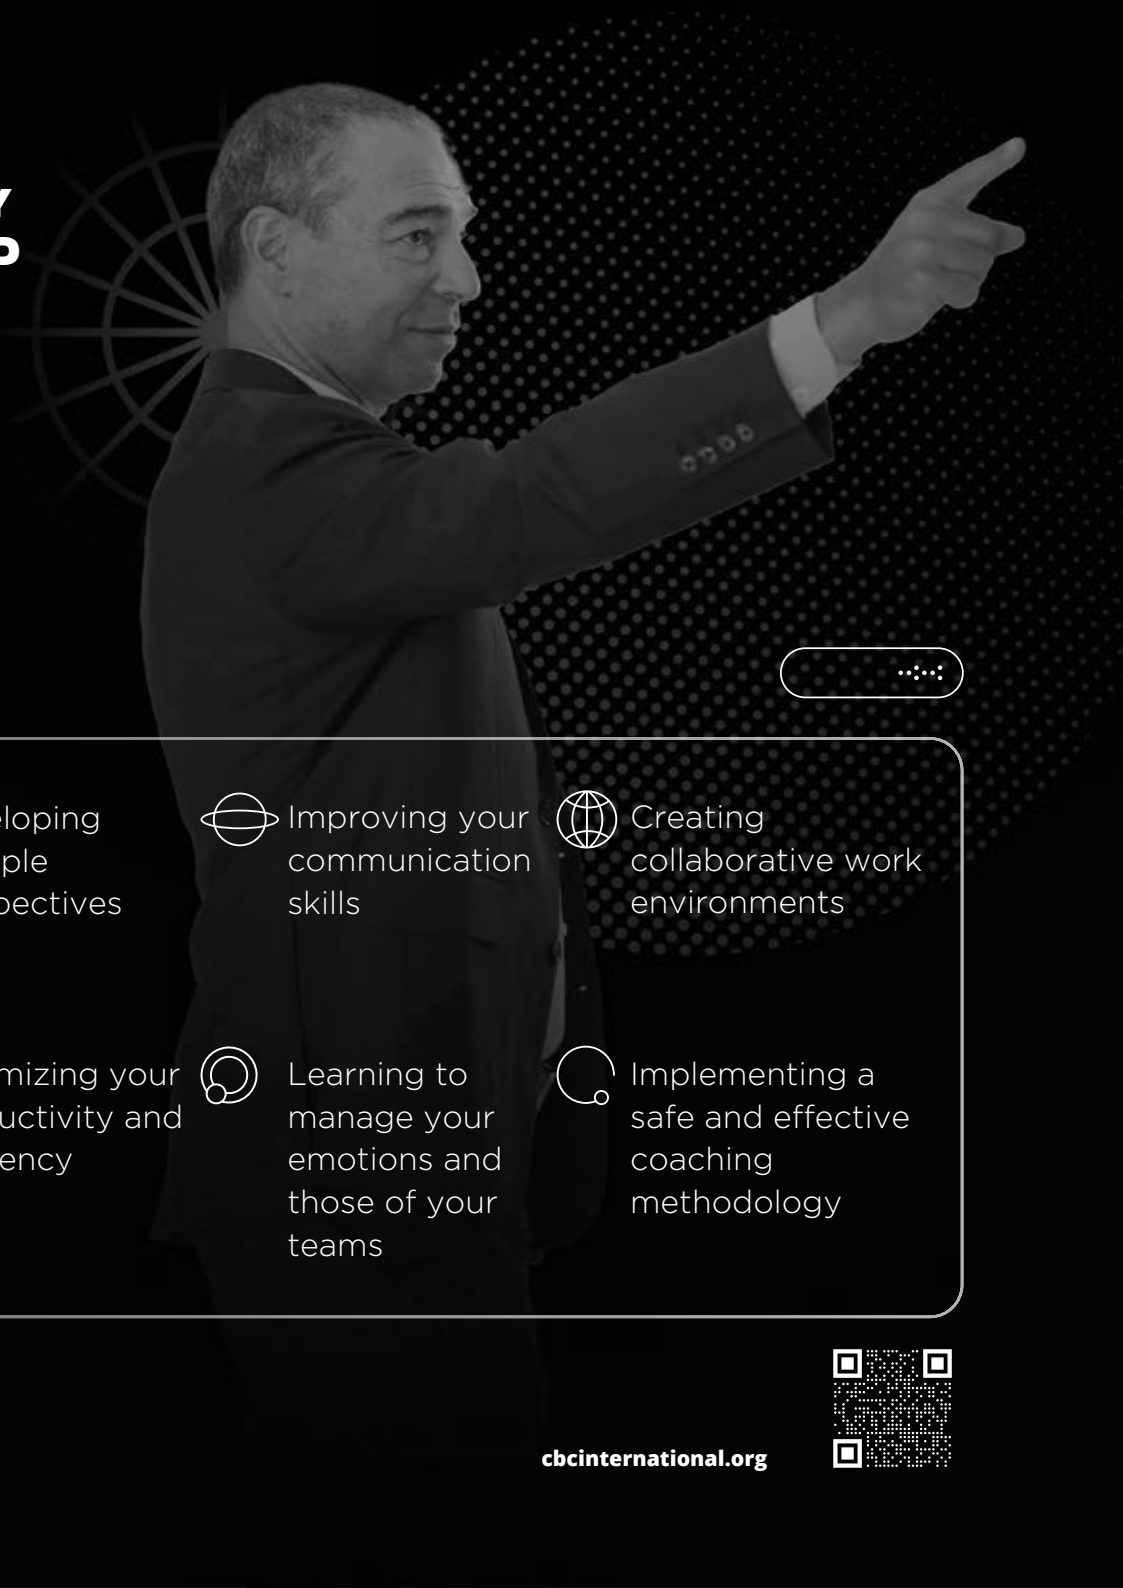 Y
P
eloping
ple
pectives
Improving your
communication
skills
Creating
collaborative work
environments
mizing your
uctivity and
ency
Learning to
manage your
emotions and
those of your
teams
Implementing a
safe and effective
coaching
methodology
cbcinternational.org